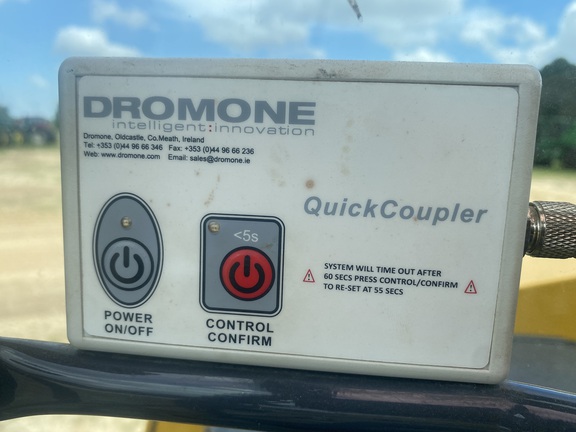 DROMONE
intelligent:innovation
Dromone, Oldcastle, Co.Meath, Ireland
Tel: +353 (0)44 96 66 346 Fax: +353 (0)44 96 66 236
Web: www.dromone.com Email: sales@dromone.ie
QuickCoupler
<5s
SYSTEM WILL TIME OUT AFTER
60 SECS PRESS CONTROL/CONFIRM
TO RE-SET AT 55 SECS
POWER
ON/OFF
CONTROL
CONFIRM